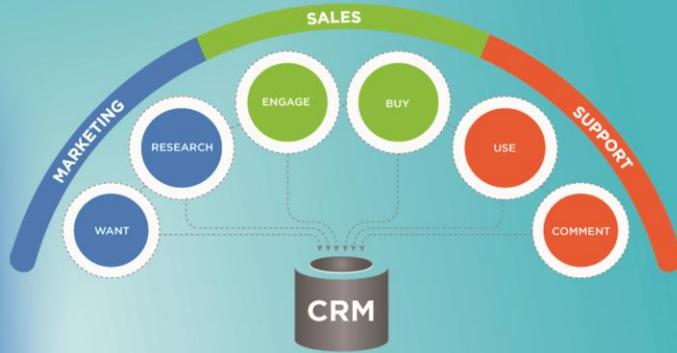 SALES
MARKETING
SUPPORT
ENGAGE
BUY
RESEARCH
USE
WANT
COMMENT
CRM